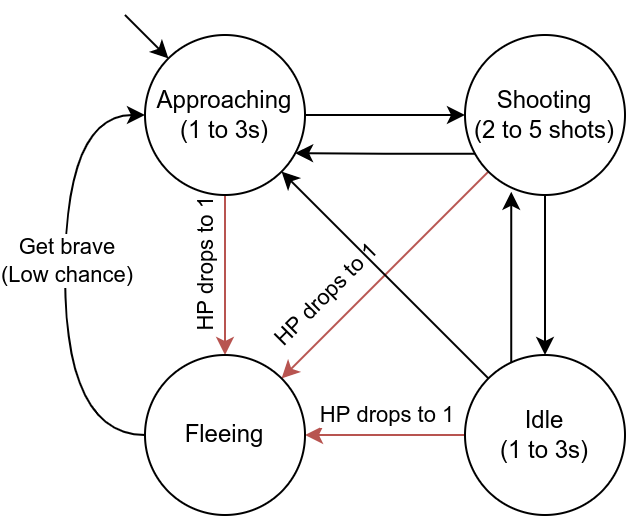 Approaching
(1 to 3s)
Shooting
(2 to 5 shots)
Get brave
(Low chance)
HP drops to 1
HP drops to 1
HP drops to 1
Fleeing
Idle
(1 to 3s)